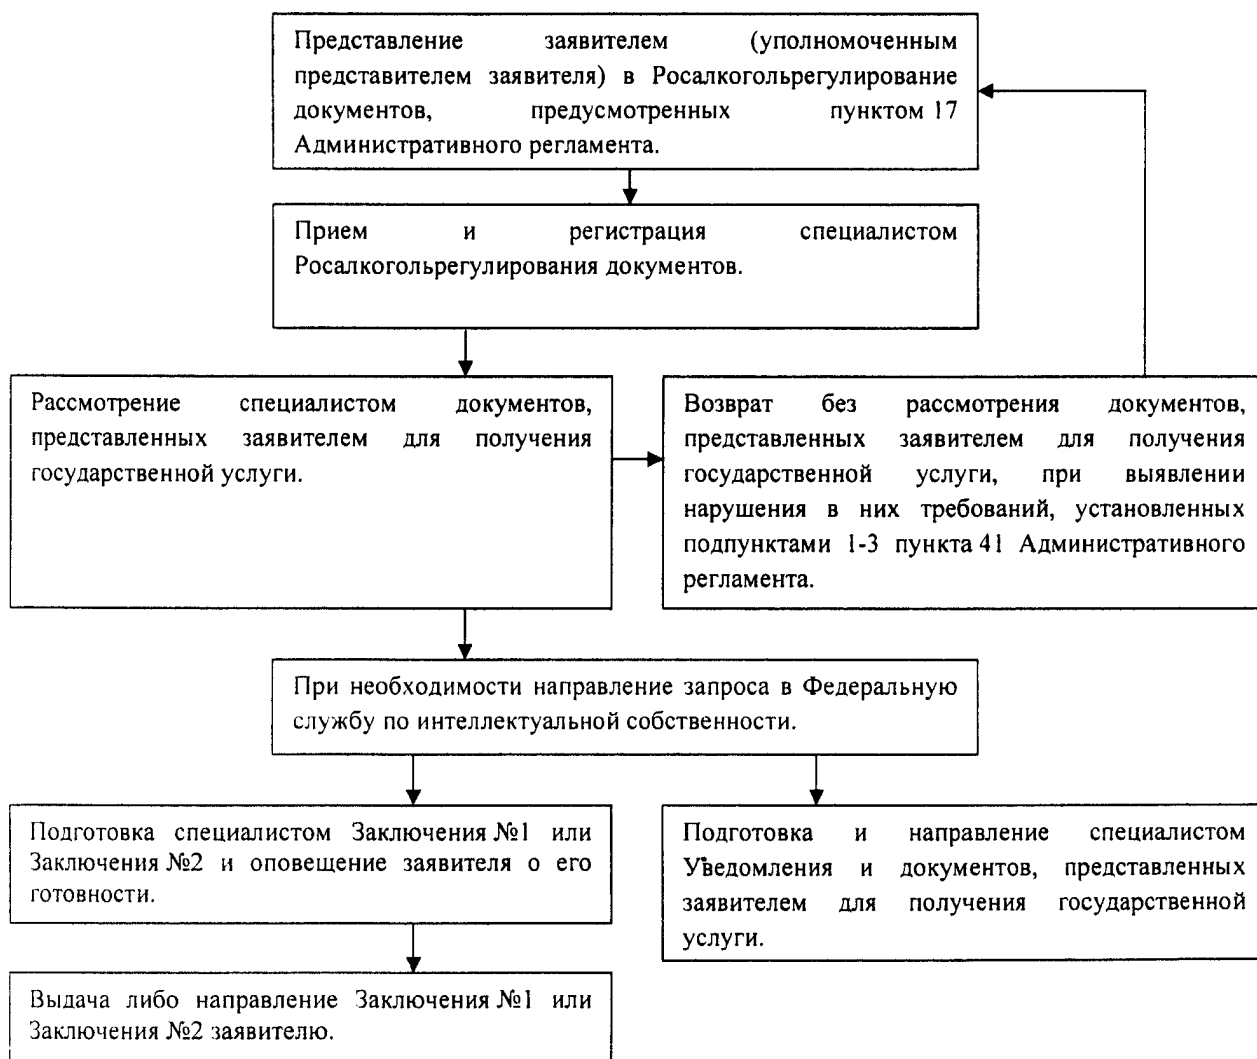 Представление заявителем (уполномоченным
представителем заявителя) в Росалкогольрегулирование
документов, предусмотренных пунктом 17
Административного регламента.
Прием и регистрация специалистом
Росалкогольрегулирования документов.
Рассмотрение специалистом документов,
представленных заявителем для получения
государственной услуги.
Возврат без рассмотрения документов,
представленных заявителем для получения
государственной услуги, при выявлении
нарушения в них требований, установленных
подпунктами 1-3 пункта 41 Административного
регламента.
При необходимости направление запроса в Федеральную
службу по интеллектуальной собственности.
Подготовка специалистом Заключения №1 или
Заключения №2 и оповещение заявителя о его
готовности.
Подготовка и направление специалистом
Уведомления и документов, представленных
заявителем для получения государственной
услуги.
Выдача либо направление Заключения №1 или
Заключения №2 заявителю.